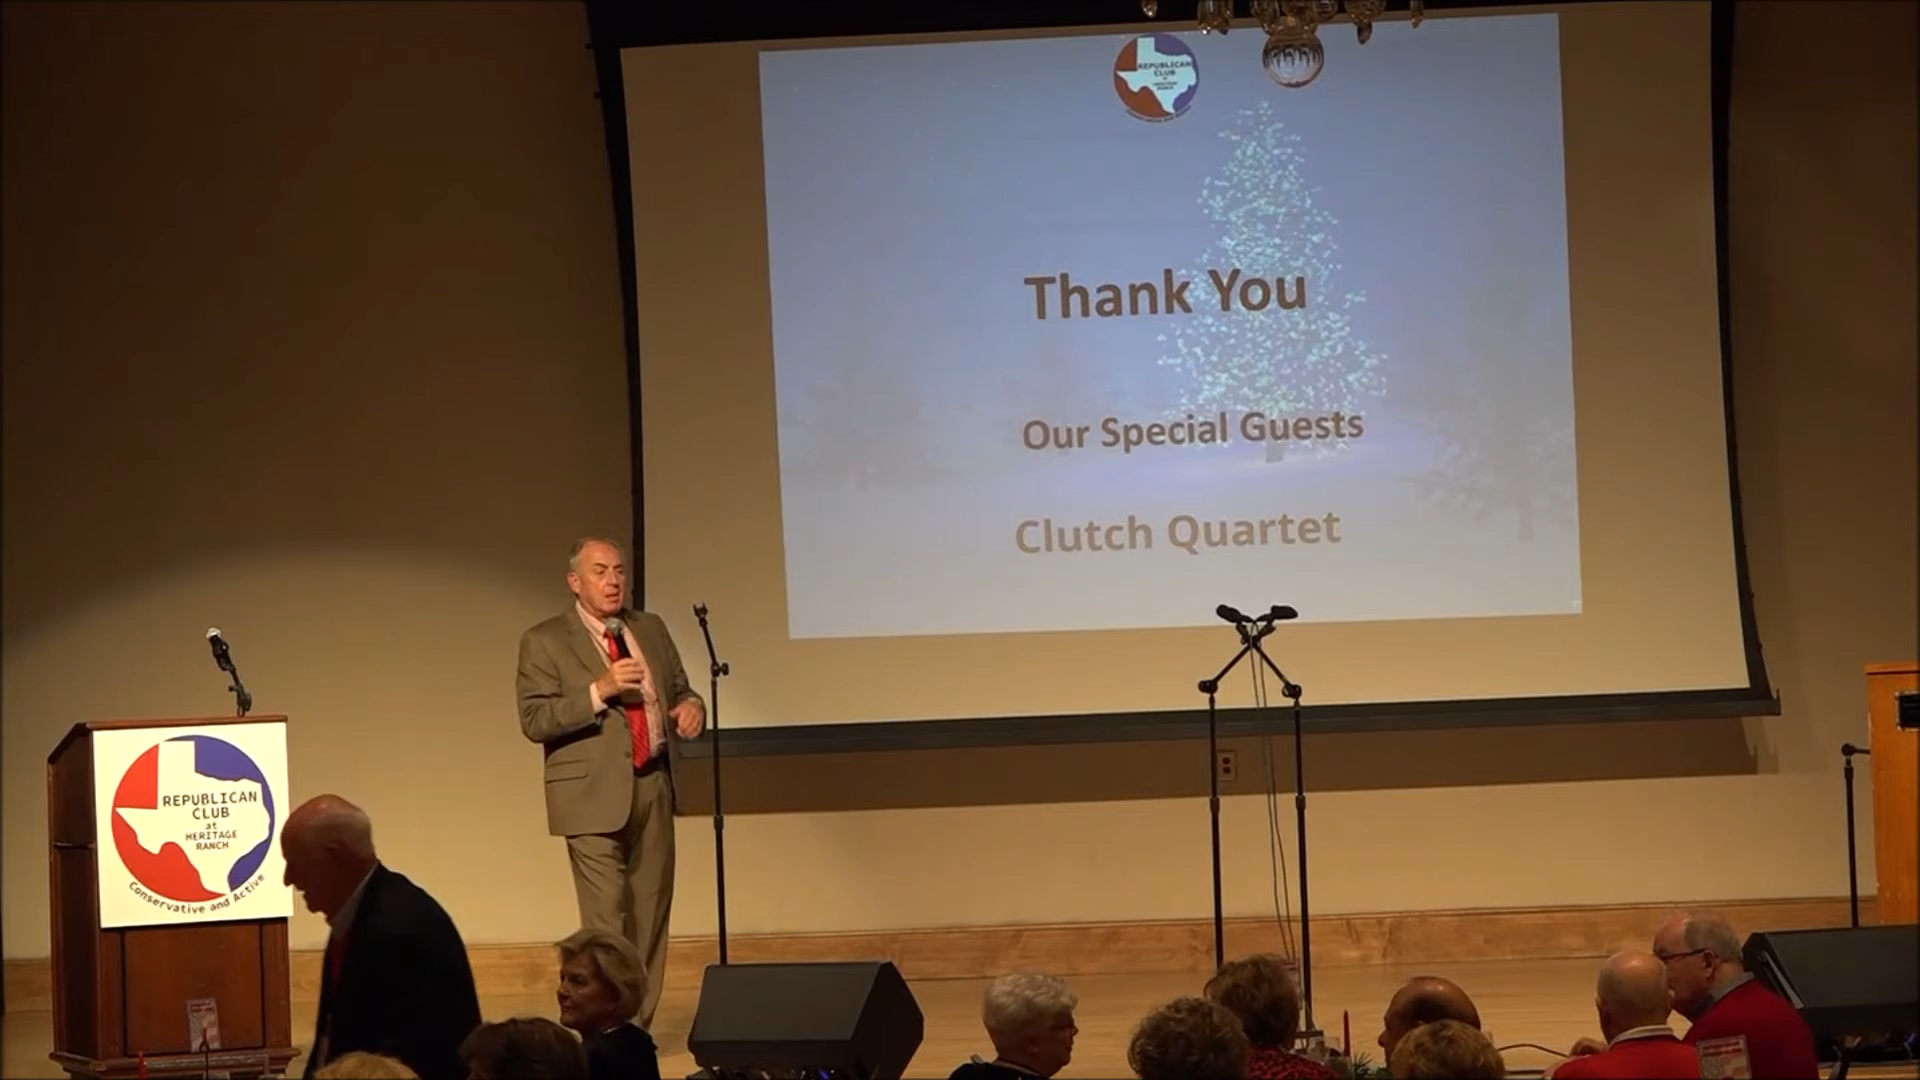 REPUBLICAN
CLUB
Thank You
Our Special Guests
Clutch Quartet
REPUBLICAN
CLUB
at
HERITAGE
RANCH
Conservative and Active